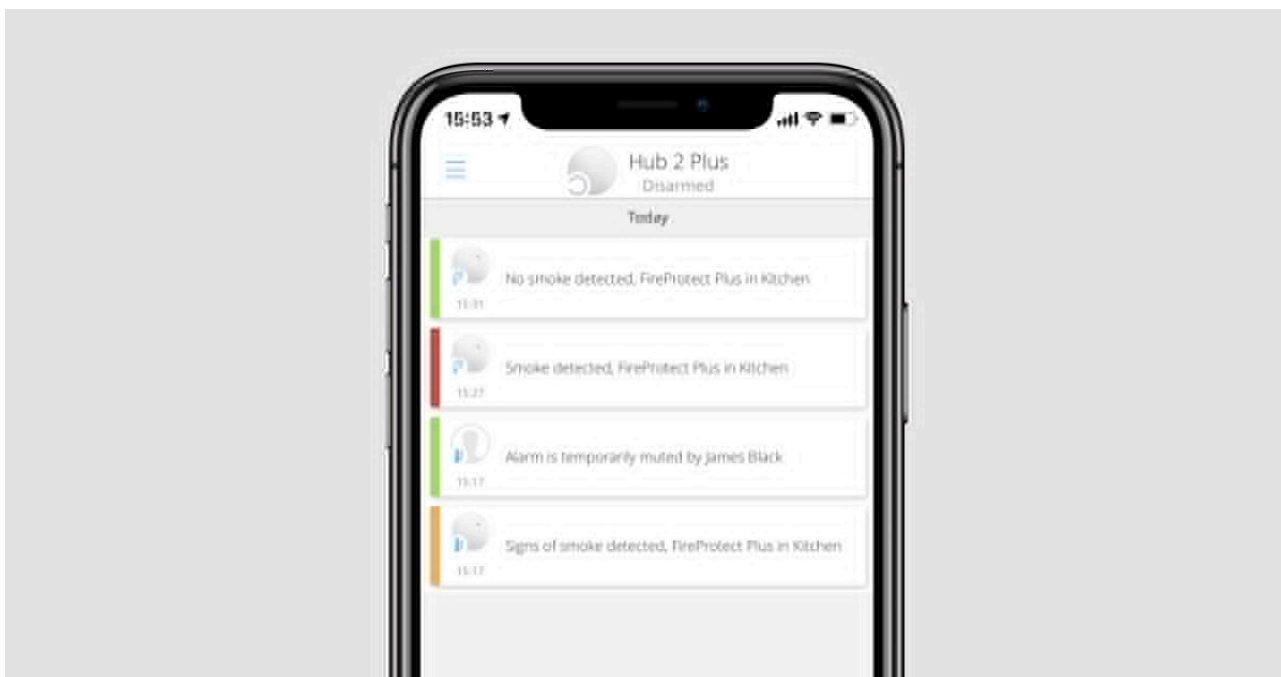 15:53
Hub 2 Plus
Disarmed
Today
No smoke detected, FireProtect Plus in Kitchen
15:31
Smoke detected, FireProtect Plus in Kitchen
15:27
Alarm is temporarily muted by James Black
15:17
Signs of smoke detected, FireProtect Plus in Kitchen
15:17